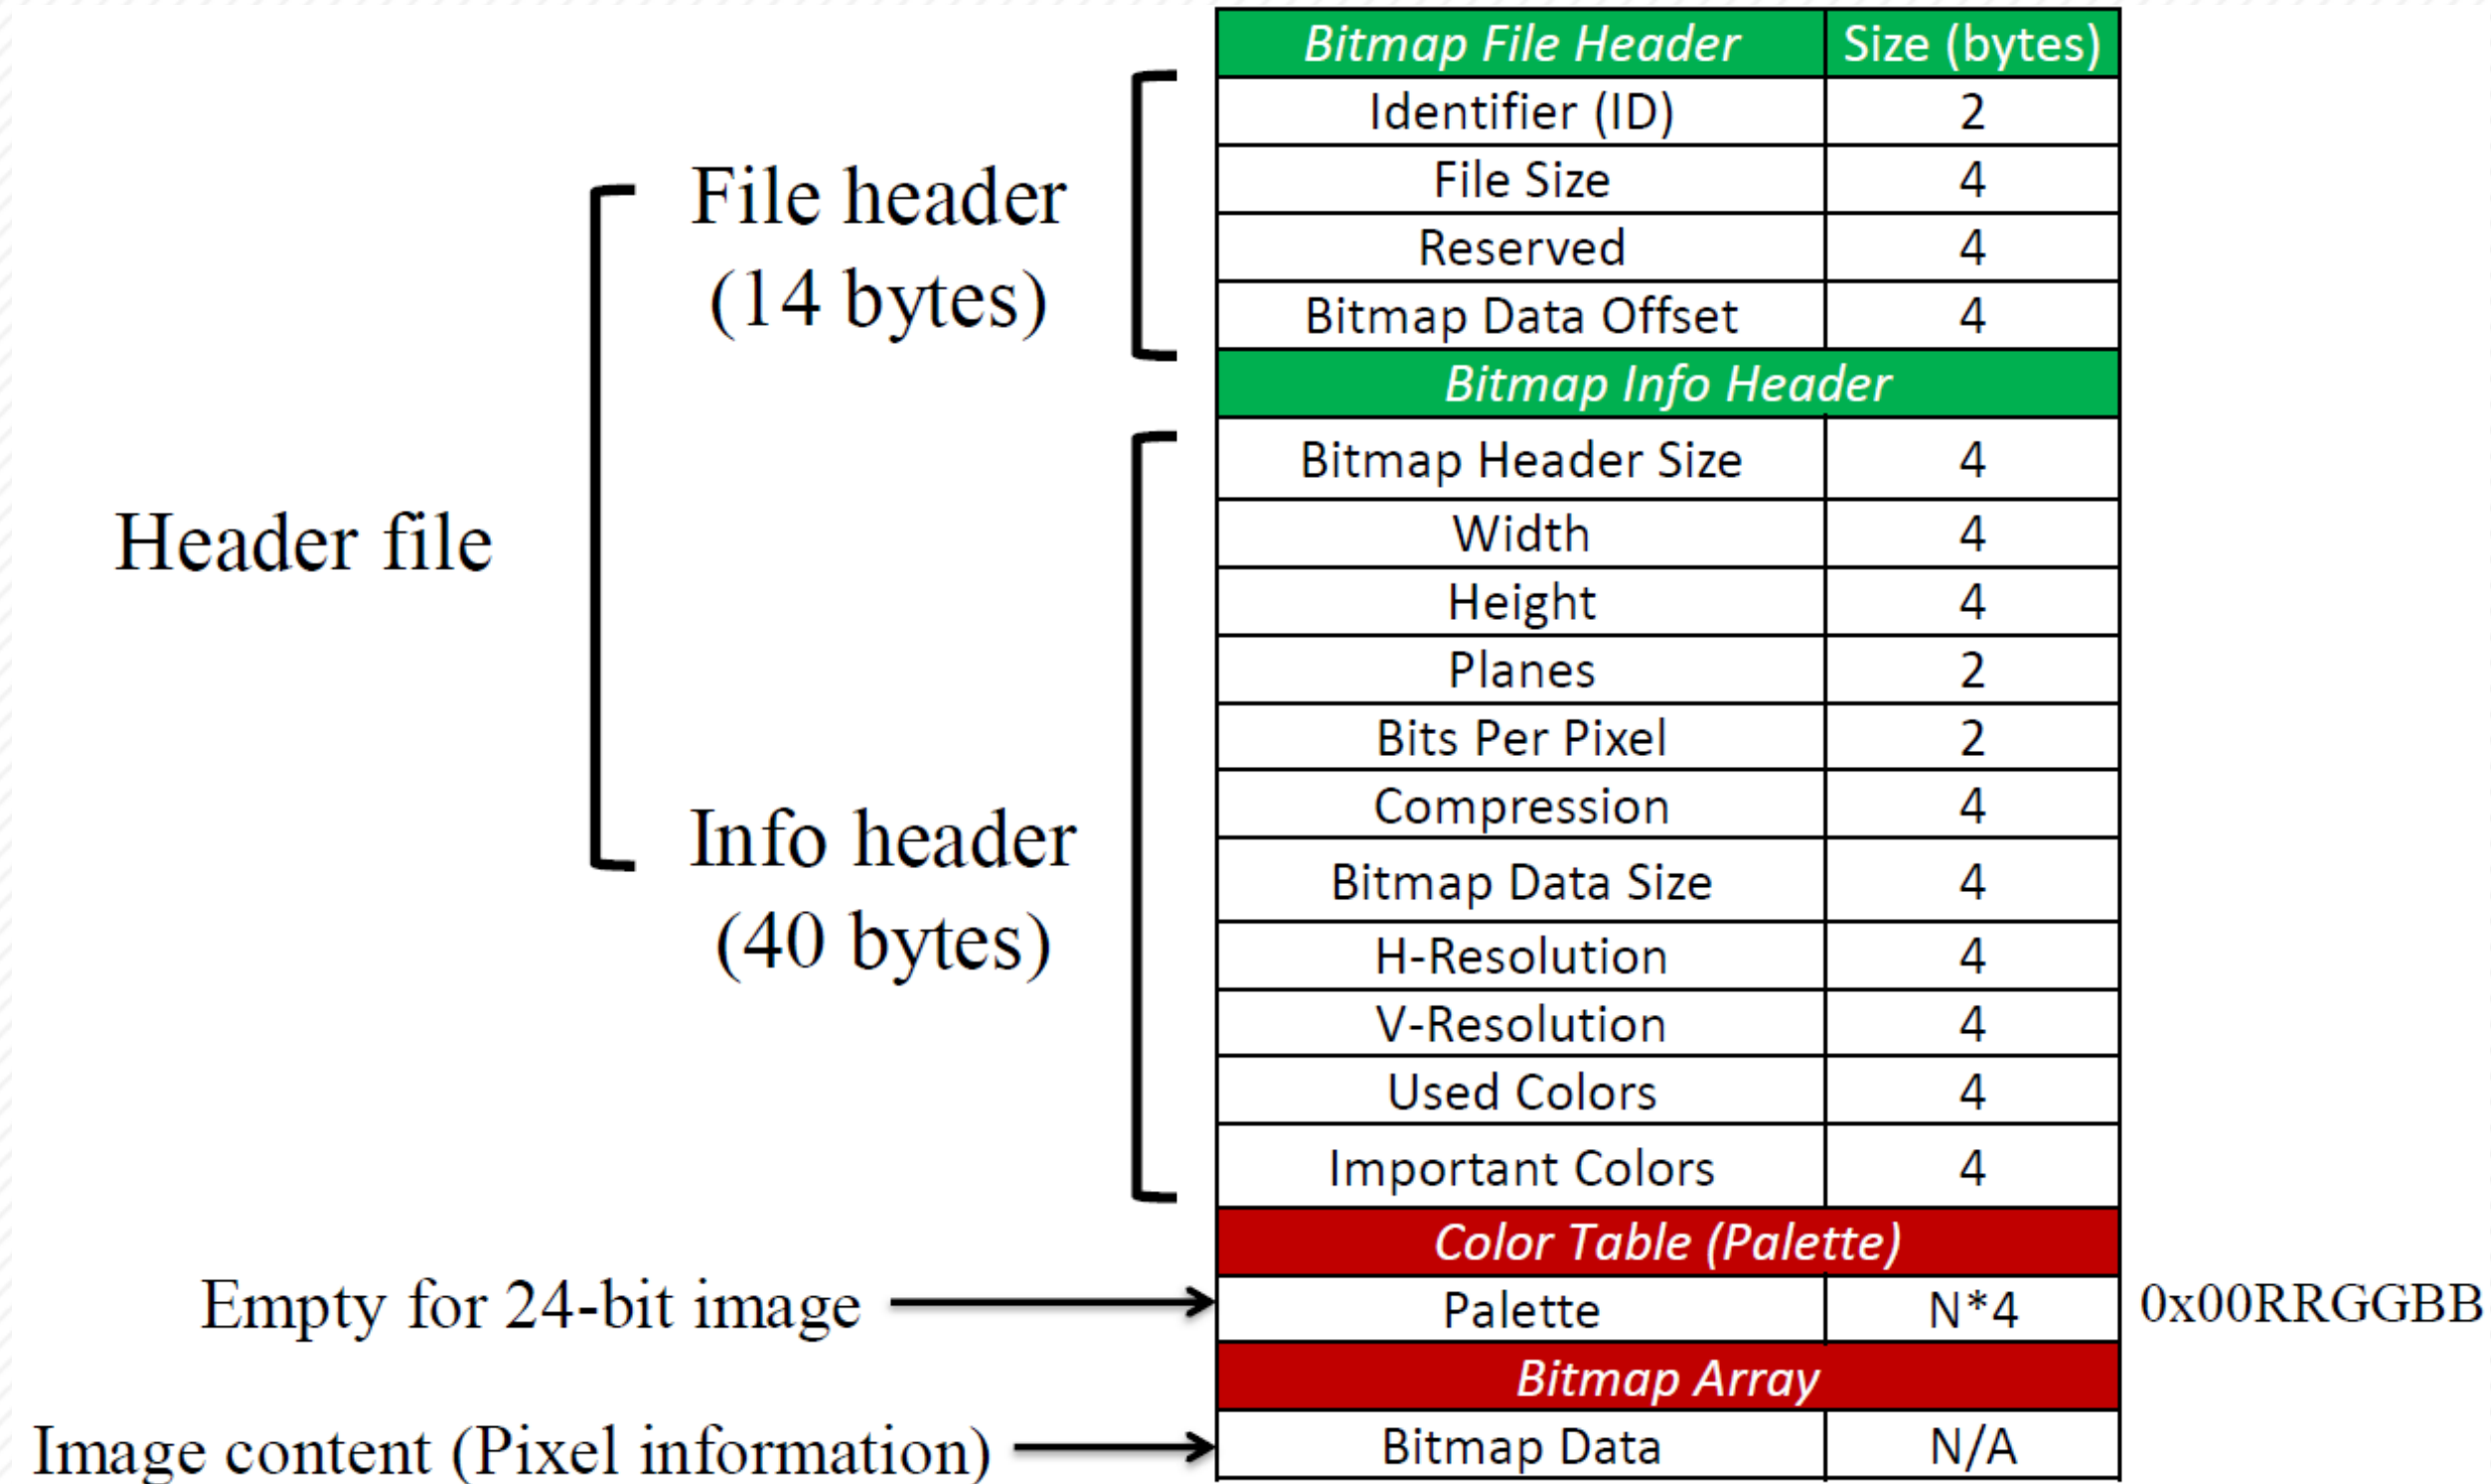 Bitmap File Header Size (bytes)
Identifier (ID) 2
File Size 4
Reserved 4
Bitmap Data Offset 4
File header
(14 bytes)
Bitmap Info Header
Bitmap Header Size 4
Width 4
Height 4
Planes 2
Bits Per Pixel 2
Compression 4
Bitmap Data Size 4
H-Resolution 4
V-Resolution 4
Used Colors 4
Important Colors 4
Header file
Info header
(40 bytes)
Color Table (Palette)
Empty for 24-bit image Palette N*4 0x00RRGGBB
Bitmap Array
Image content (Pixel information) Bitmap Data N/A